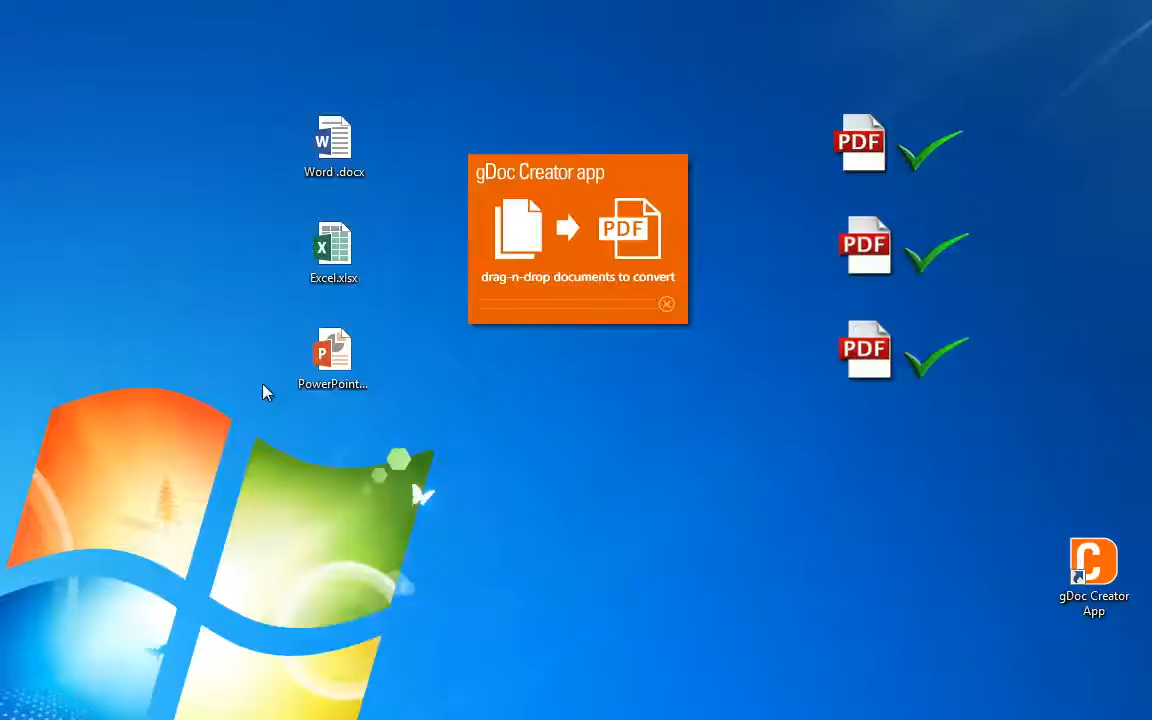 Word .docx
Excel.xlsx
PowerPoint...
W
X
P
gDoc Creator app
PDF
drag-n-drop documents to convert
PDF
PDF
PDF
C
gDoc Creator
App